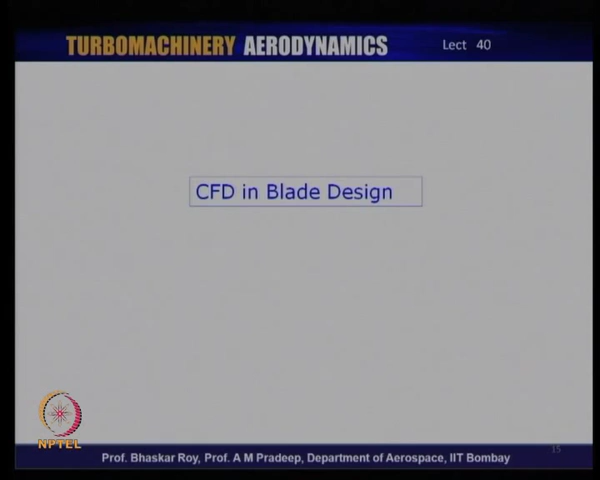 TURBOMACHINERY AERODYNAMICS Lect 40
CFD in Blade Design
NPTEL
15
Prof. Bhaskar Roy, Prof. A M Pradeep, Department of Aerospace, IIT Bombay